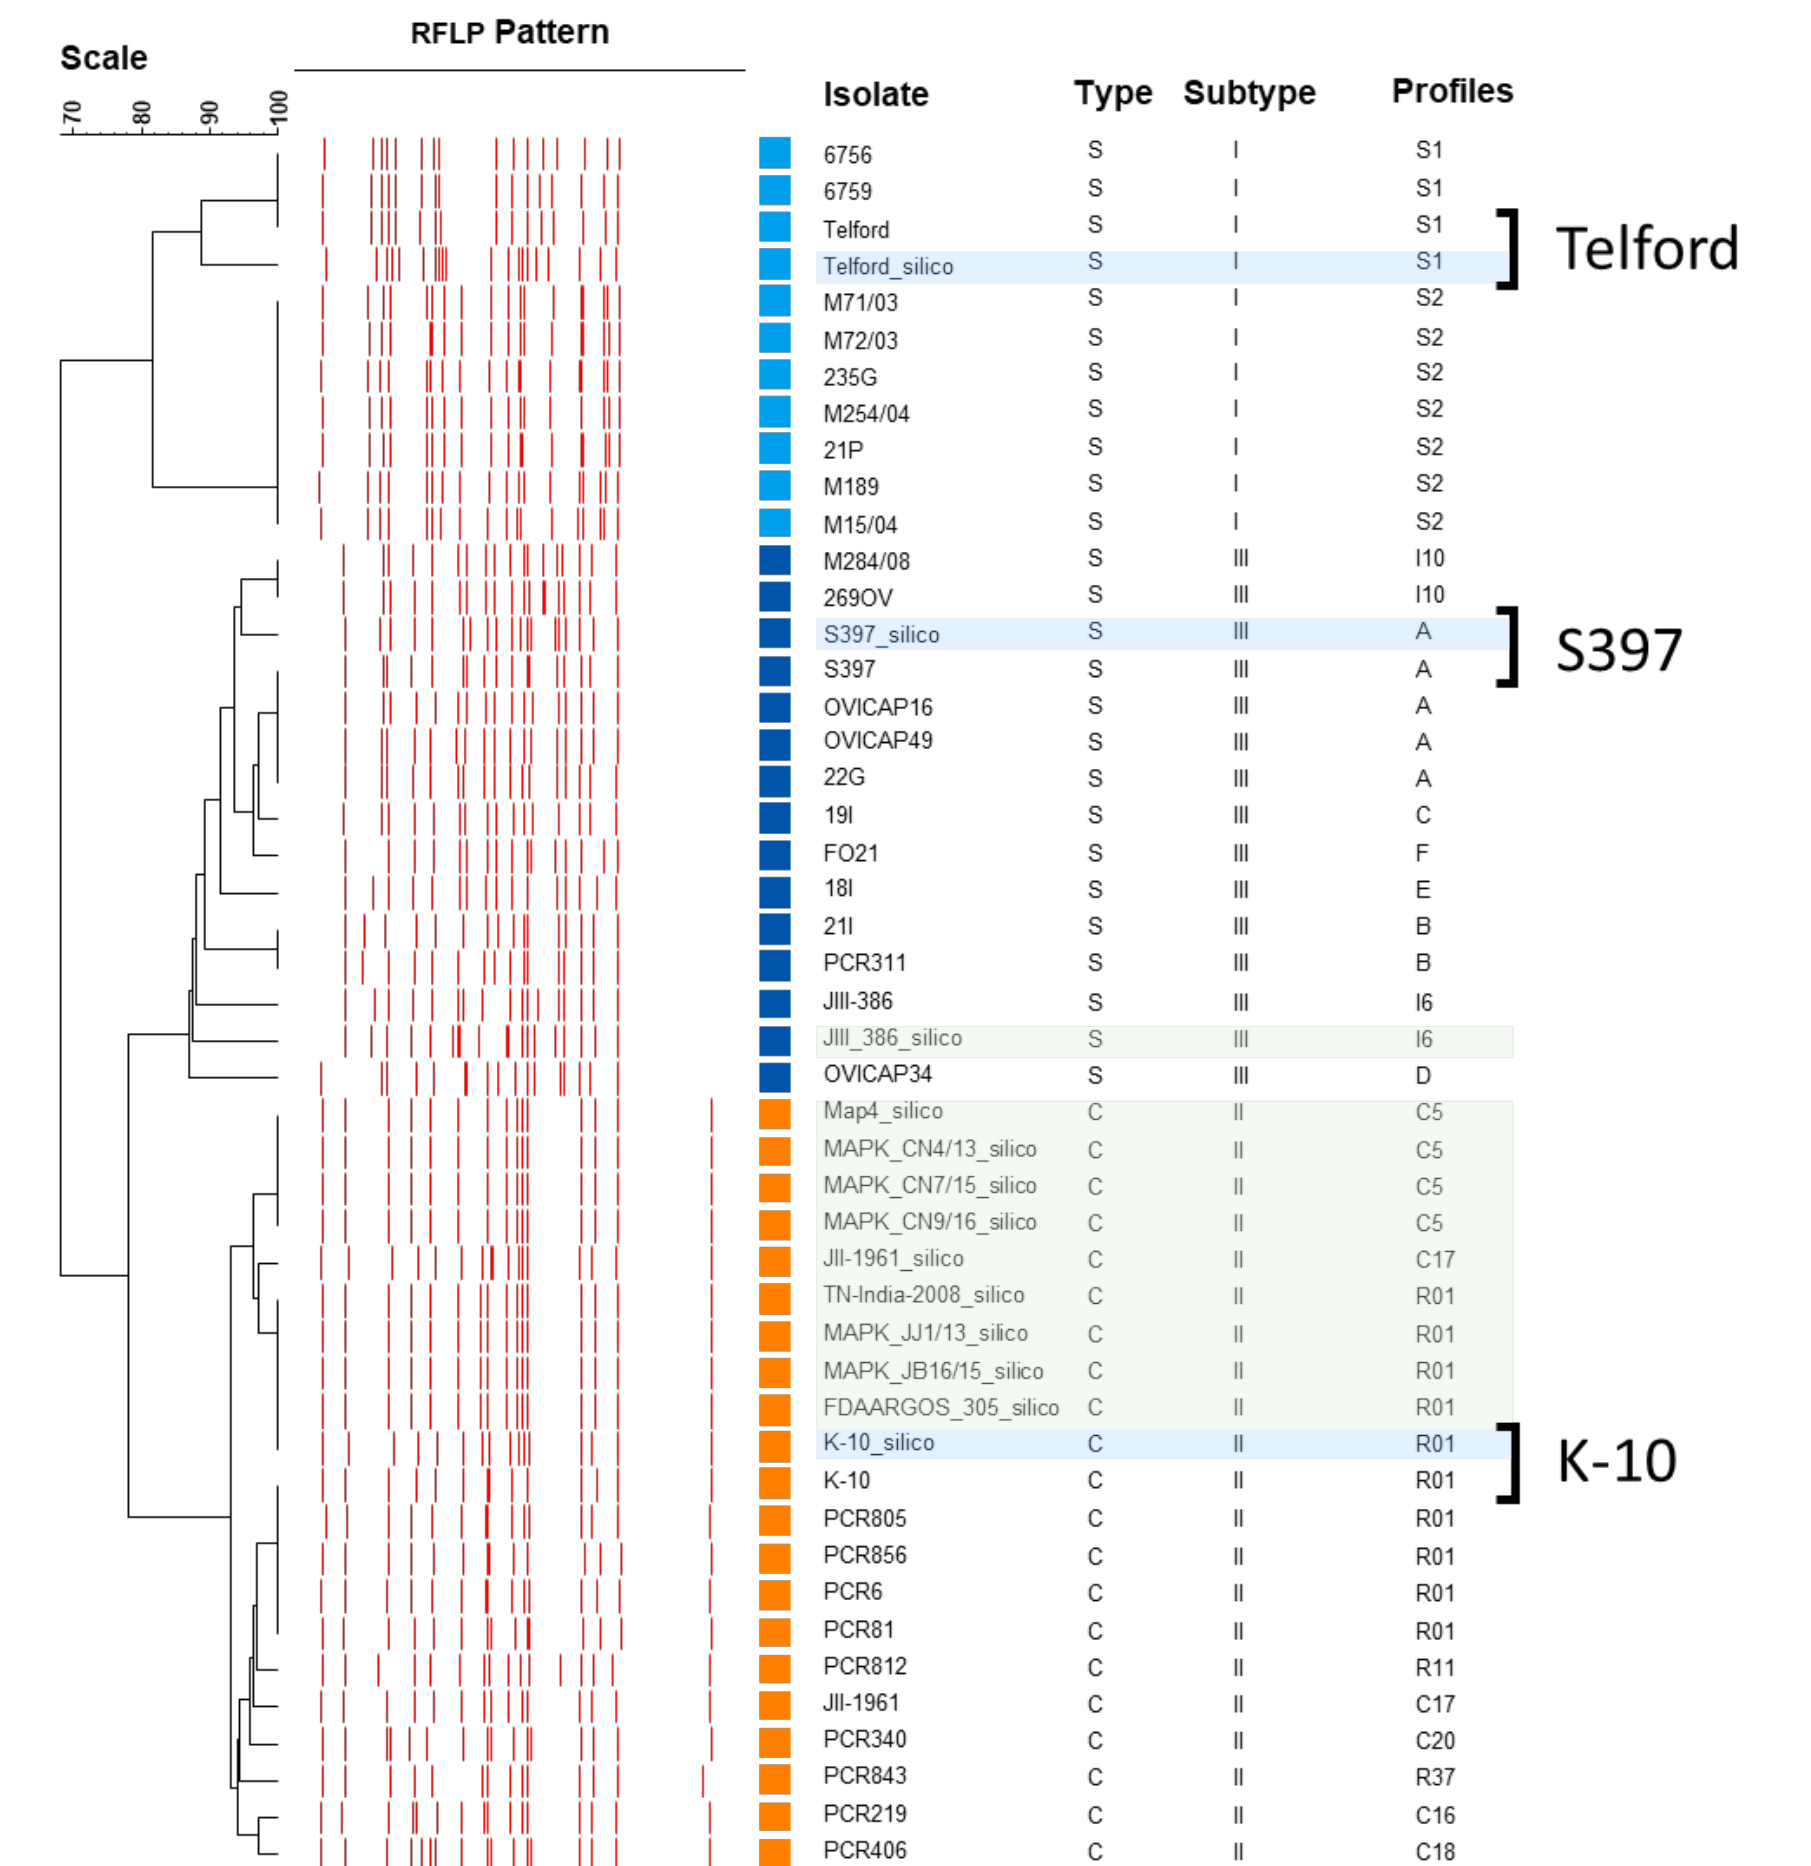 RFLP Pattern
Scale
70 80 90 100
Isolate Type Subtype Profiles
6756 S I S1
6759 S I S1
Telford S I S1
Telford_silico S I S1
Telford
M71/03 S I S2
M72/03 S I S2
235G S I S2
M254/04 S I S2
21P S I S2
M189 S I S2
M15/04 S I S2
M284/08 S III I10
269OV S III I10
S397_silico S III A
S397
S397 S III A
OVICAP16 S III A
OVICAP49 S III A
22G S III A
19I S III C
FO21 S III F
18I S III E
21I S III B
PCR311 S III B
JIII-386 S III I6
JIII_386_silico S III I6
OVICAP34 S III D
Map4_silico C II C5
MAPK_CN4/13_silico C II C5
MAPK_CN7/15_silico C II C5
MAPK_CN9/16_silico C II C5
JII-1961_silico C II C17
TN-India-2008_silico C II R01
MAPK_JJ1/13_silico C II R01
MAPK_JB16/15_silico C II R01
FDAARGOS_305_silico C II R01
K-10_silico C II R01
K-10
K-10 C II R01
PCR805 C II R01
PCR856 C II R01
PCR6 C II R01
PCR81 C II R01
PCR812 C II R11
JII-1961 C II C17
PCR340 C II C20
PCR843 C II R37
PCR219 C II C16
PCR406 C II C18